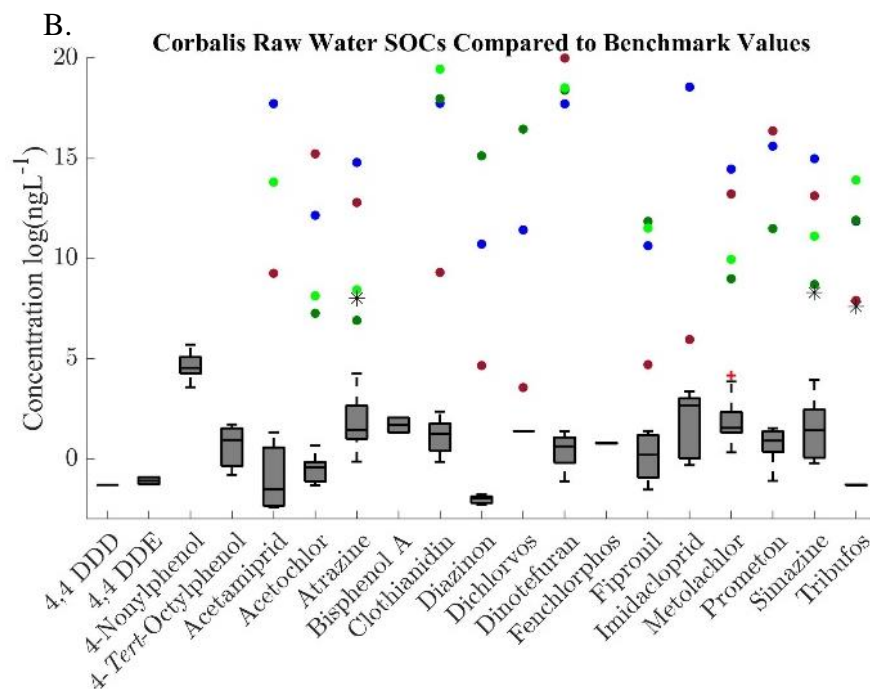 B.
Corbalis Raw Water SOCs Compared to Benchmark Values
Concentration log(ngL⁻¹)
20
15
10
5
0
4,4 DDD
4,4 DDE
4-Nonylphenol
4-Tert-Octylphenol
Acetamiprid
Acetochlor
Atrazine
Bisphenol A
Clothianidin
Diazinon
Dichlorvos
Dinotefuran
Fenchlorphos
Fipronil
Imidacloprid
Metolachlor
Prometon
Simazine
Tribufos